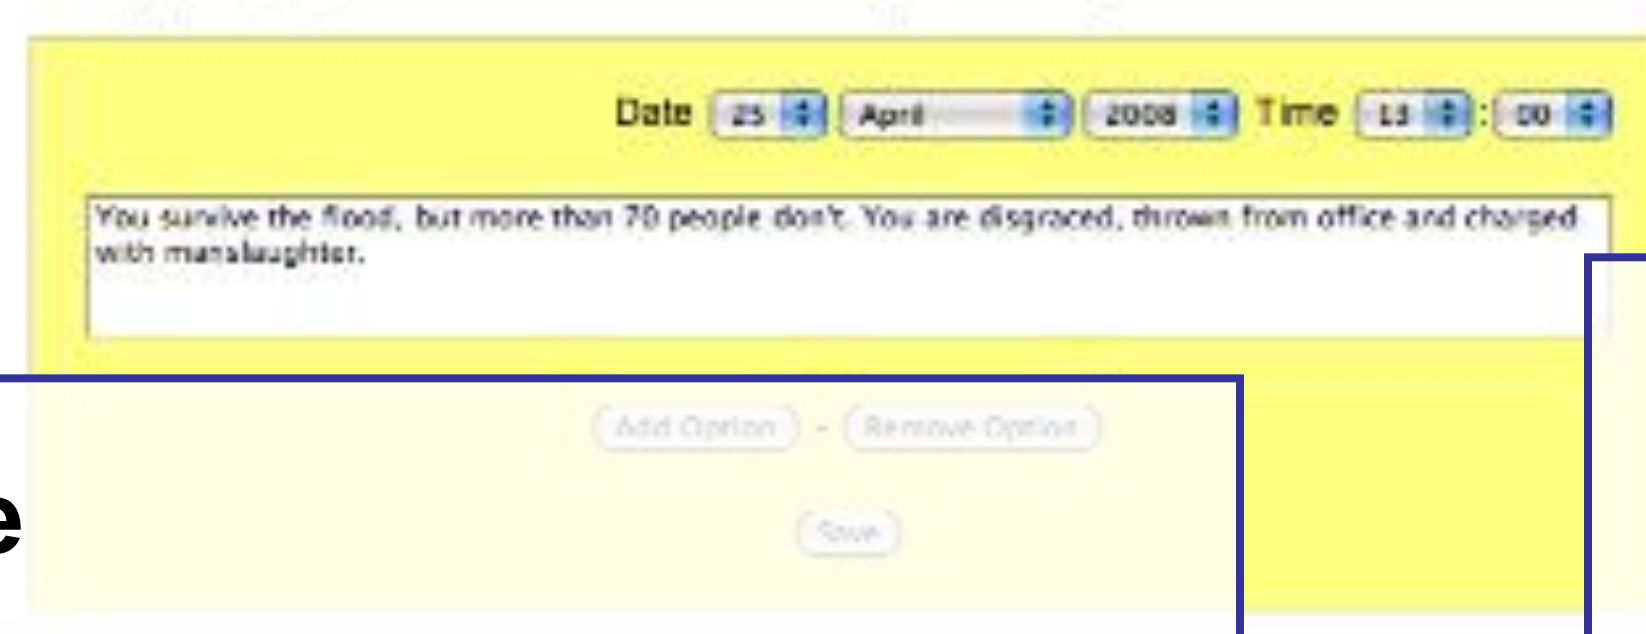 Date 25 April 2008 Time 13 : 00
You survive the flood, but more than 70 people don't. You are disgraced, thrown from office and charged
with manslaughter.
Add Option - Remove Option
e
Save